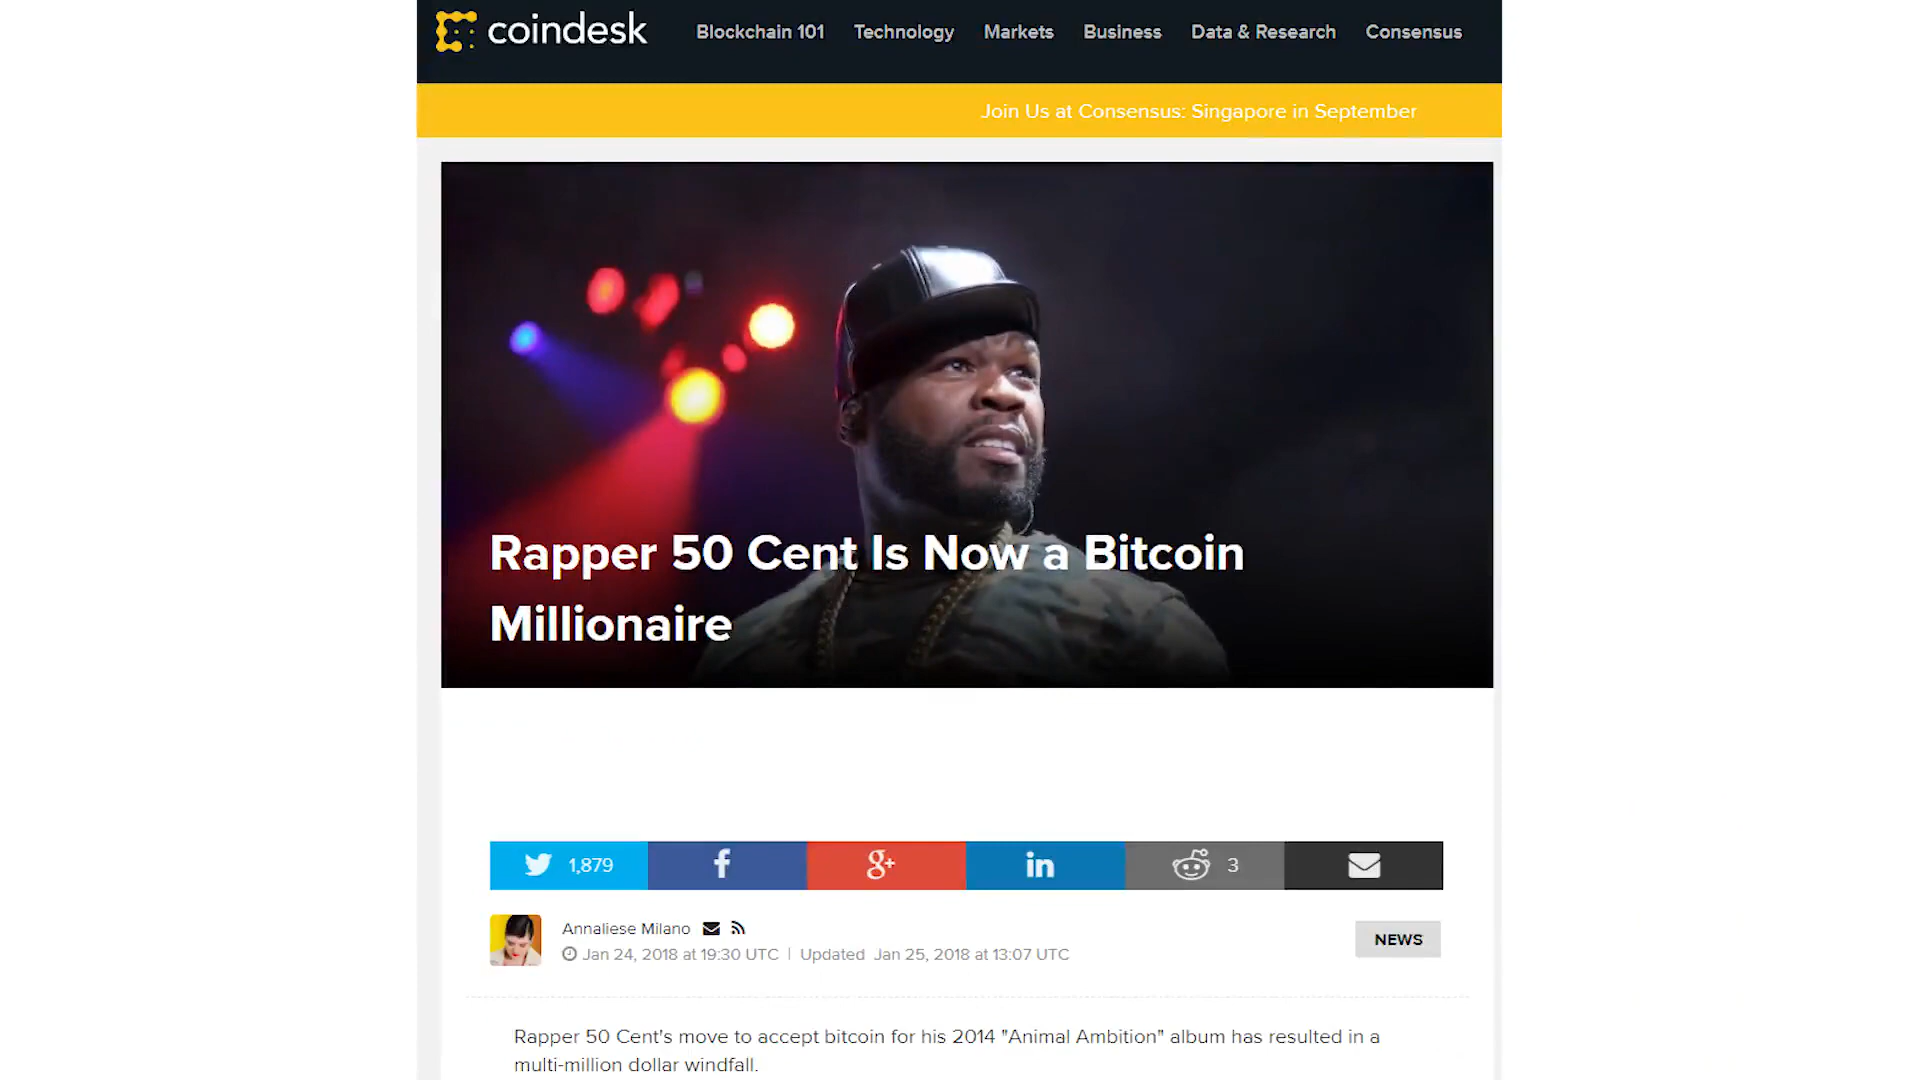 coindesk
Blockchain 101 Technology Markets Business Data & Research Consensus
Join Us at Consensus: Singapore in September
Rapper 50 Cent Is Now a Bitcoin
Millionaire
1,879 f g+ in 3
Annaliese Milano
Jan 24, 2018 at 19:30 UTC | Updated Jan 25, 2018 at 13:07 UTC
NEWS
Rapper 50 Cent's move to accept bitcoin for his 2014 "Animal Ambition" album has resulted in a
multi-million dollar windfall.